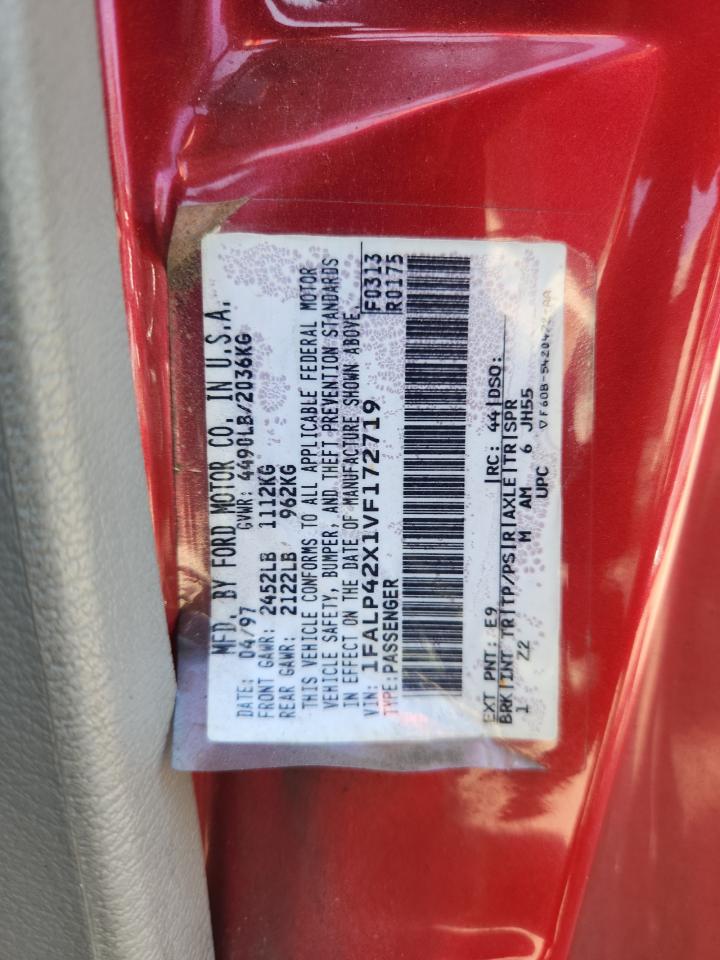 MFD. BY FORD MOTOR CO. IN U.S.A.
DATE: 04/97 GVWR: 4490LB/2036KG
FRONT GAWR: 2452LB 1112KG
REAR GAWR: 2122LB 962KG
THIS VEHICLE CONFORMS TO ALL APPLICABLE FEDERAL MOTOR
VEHICLE SAFETY, BUMPER, AND THEFT PREVENTION STANDARDS
IN EFFECT ON THE DATE OF MANUFACTURE SHOWN ABOVE.
VIN: 1FALP42X1VF172719 F0313
TYPE: PASSENGER R0175
EXT PNT: E9 RC: 44 DSO:
BRK INT TR TP/PS R AXLE TR SPR
1 Z2 M AM 6 JH55
UPC